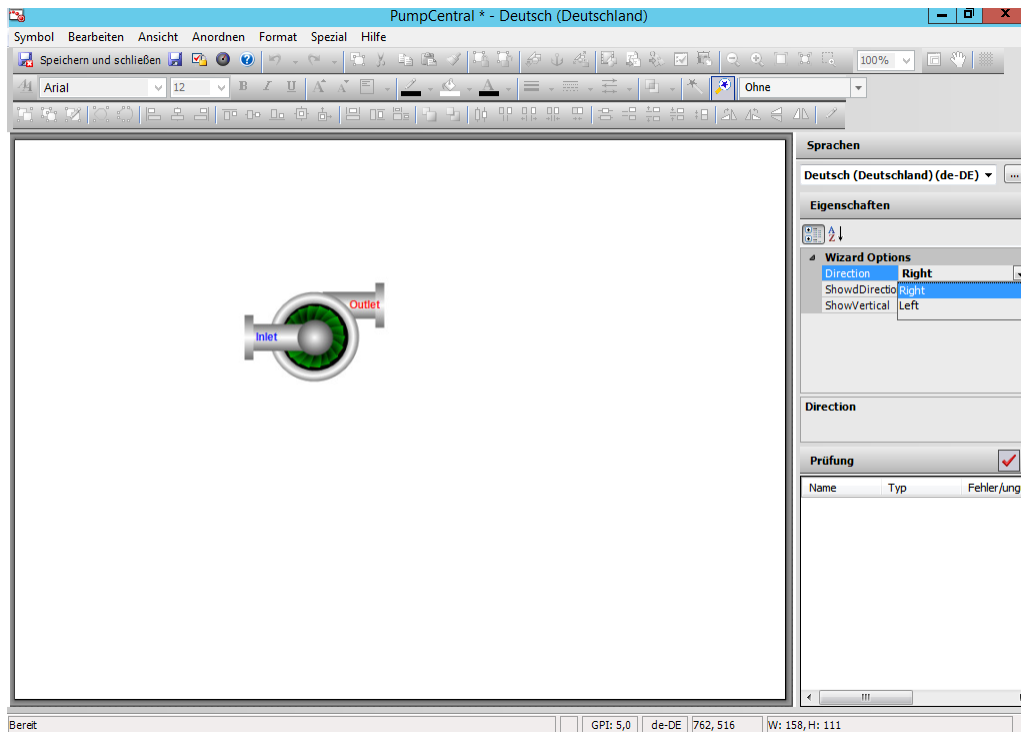 PumpCentral * - Deutsch (Deutschland)
Symbol Bearbeiten Ansicht Anordnen Format Spezial Hilfe
Speichern und schließen 100%
Arial 12 B I U A A A Ohne
Sprachen
Deutsch (Deutschland) (de-DE) ...
Eigenschaften
Wizard Options
Direction Right
ShowdDirectio Right
ShowVertical Left
Outlet
Inlet
Direction
Prüfung
Name Typ Fehler/ung
Bereit GPI: 5,0 de-DE 762, 516 W: 158, H: 111